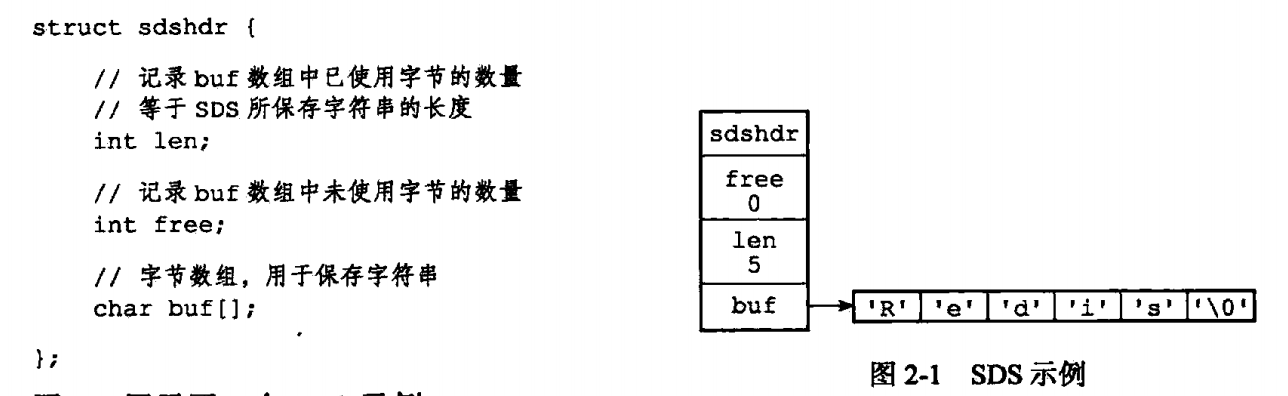 struct sdshdr {
// 记录 buf 数组中已使用字节的数量
// 等于 SDS 所保存字符串的长度
int len;
// 记录 buf 数组中未使用字节的数量
int free;
// 字节数组，用于保存字符串
char buf[];
};
sdshdr
free
0
len
5
buf
'R' 'e' 'd' 'i' 's' '\0'
图 2-1 SDS 示例